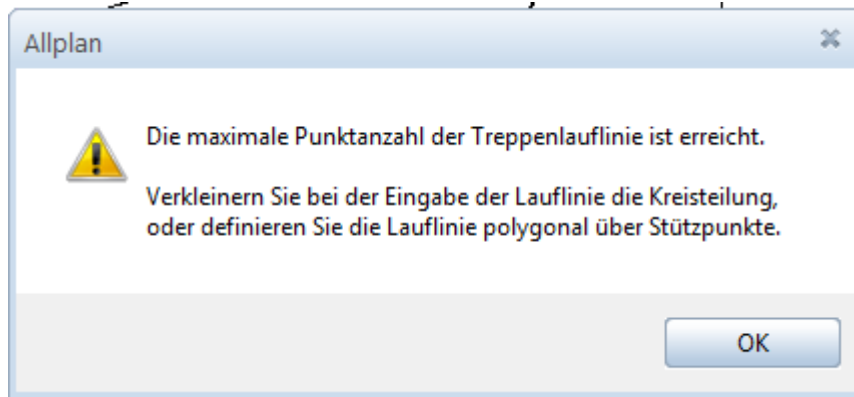 Allplan
Die maximale Punktanzahl der Treppenlauflinie ist erreicht.
Verkleinern Sie bei der Eingabe der Lauflinie die Kreisteilung,
oder definieren Sie die Lauflinie polygonal über Stützpunkte.
OK